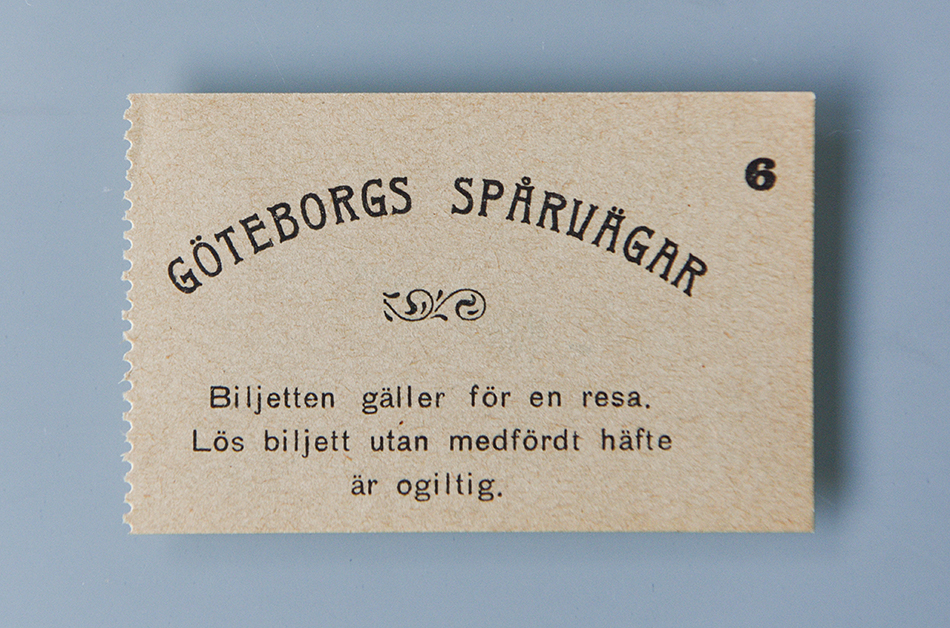 6
GÖTEBORGS SPÅRVÄGAR
Biljetten gäller för en resa.
Lös biljett utan medfördt häfte
är ogiltig.